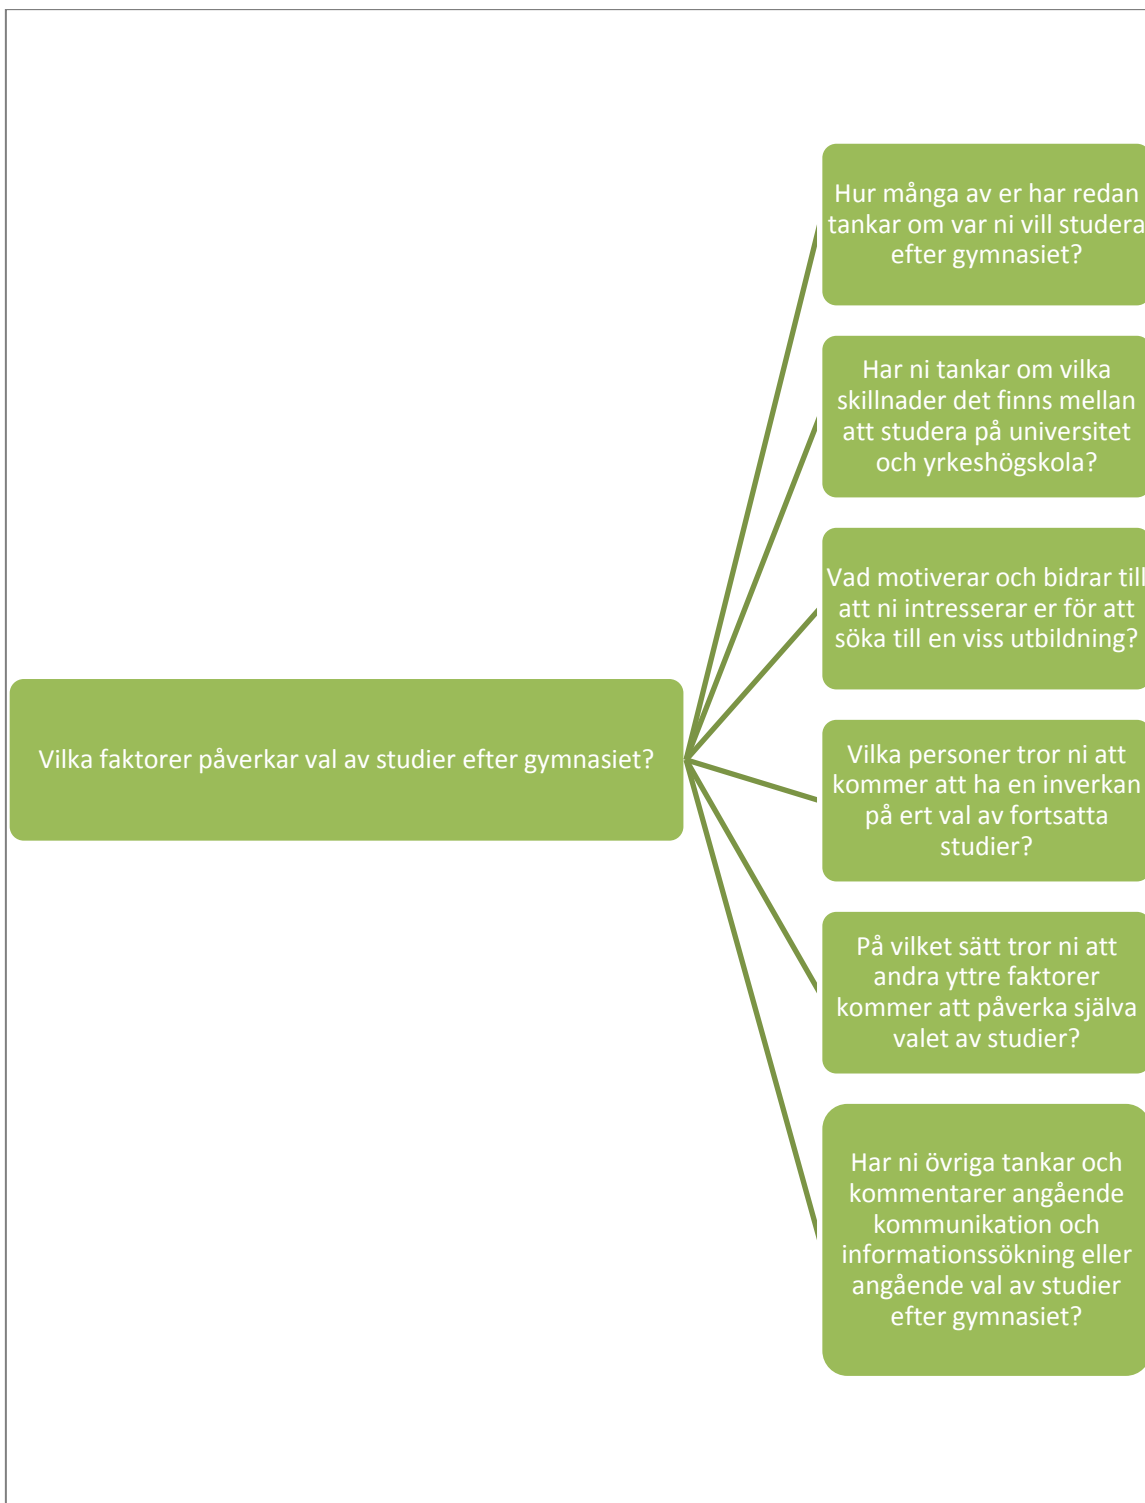 Vilka faktorer påverkar val av studier efter gymnasiet?
Hur många av er har redan
tankar om var ni vill studera
efter gymnasiet?
Har ni tankar om vilka
skillnader det finns mellan
att studera på universitet
och yrkeshögskola?
Vad motiverar och bidrar till
att ni intresserar er för att
söka till en viss utbildning?
Vilka personer tror ni att
kommer att ha en inverkan
på ert val av fortsatta
studier?
På vilket sätt tror ni att
andra yttre faktorer
kommer att påverka själva
valet av studier?
Har ni övriga tankar och
kommentarer angående
kommunikation och
informationssökning eller
angående val av studier
efter gymnasiet?